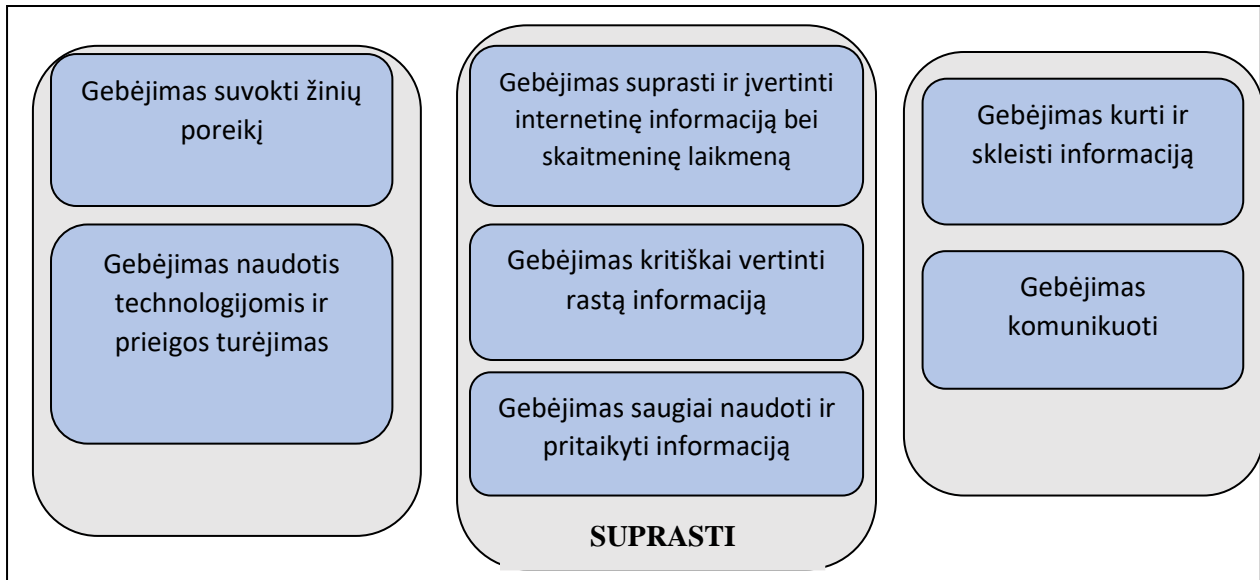 Gebėjimas suvokti žinių
poreikį
Gebėjimas naudotis
technologijomis ir
prieigos turėjimas
Gebėjimas suprasti ir įvertinti
internetinę informaciją bei
skaitmeninę laikmeną
Gebėjimas kritiškai vertinti
rastą informaciją
Gebėjimas saugiai naudoti ir
pritaikyti informaciją
SUPRASTI
Gebėjimas kurti ir
skleisti informaciją
Gebėjimas
komunikuoti